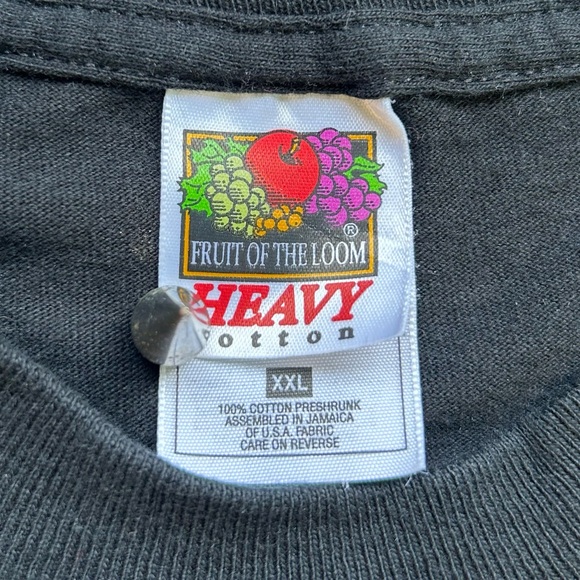 ®
FRUIT OF THE LOOM
HEAVY
cotton
XXL
100% COTTON PRESHRUNK
ASSEMBLED IN JAMAICA
OF U.S.A. FABRIC
CARE ON REVERSE